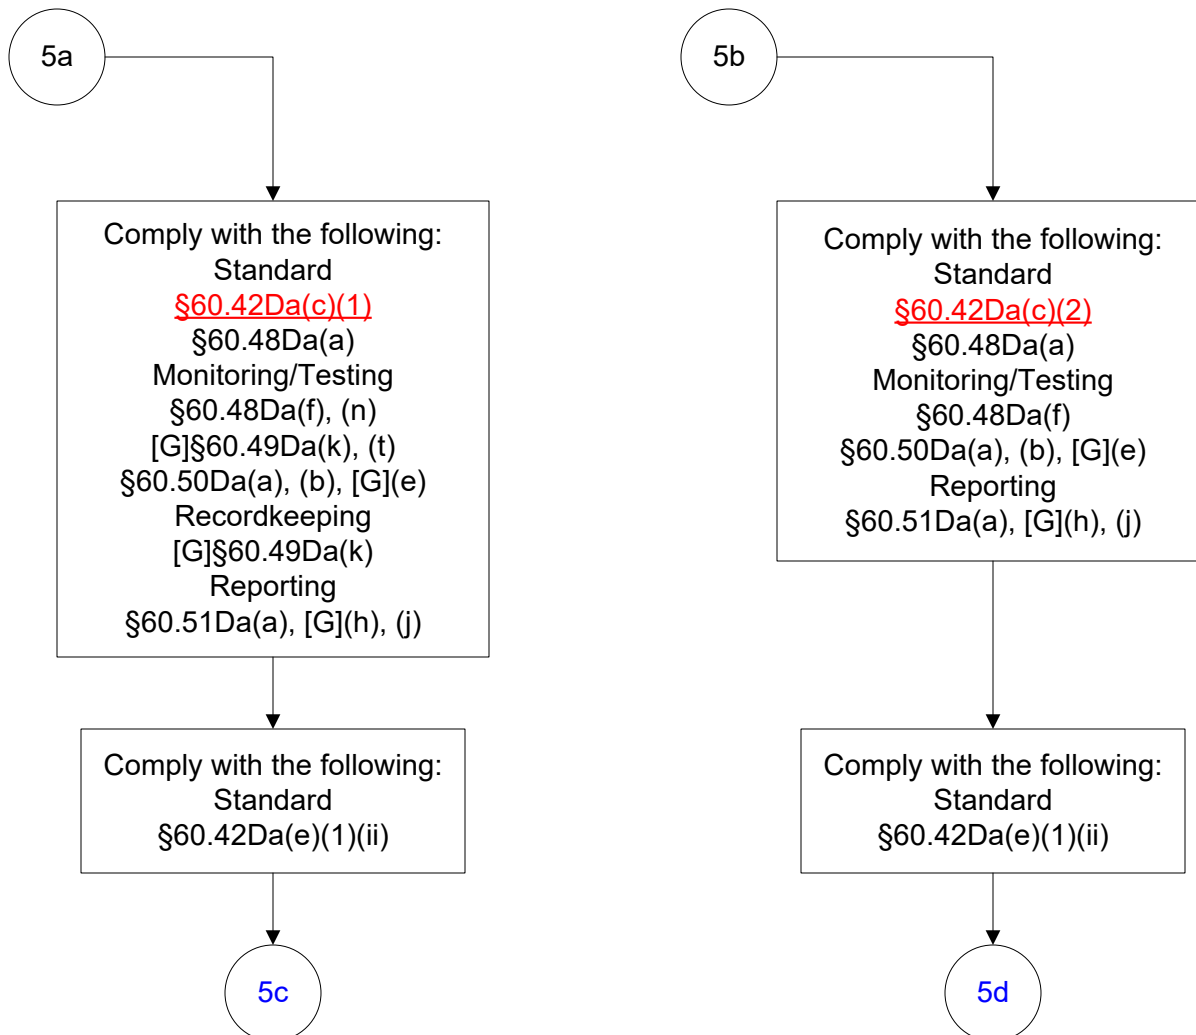 5a
Comply with the following:
Standard
§60.42Da(c)(1)
§60.48Da(a)
Monitoring/Testing
§60.48Da(f), (n)
[G]§60.49Da(k), (t)
§60.50Da(a), (b), [G](e)
Recordkeeping
[G]§60.49Da(k)
Reporting
§60.51Da(a), [G](h), (j)
Comply with the following:
Standard
§60.42Da(e)(1)(ii)
5c
5b
Comply with the following:
Standard
§60.42Da(c)(2)
§60.48Da(a)
Monitoring/Testing
§60.48Da(f)
§60.50Da(a), (b), [G](e)
Reporting
§60.51Da(a), [G](h), (j)
Comply with the following:
Standard
§60.42Da(e)(1)(ii)
5d